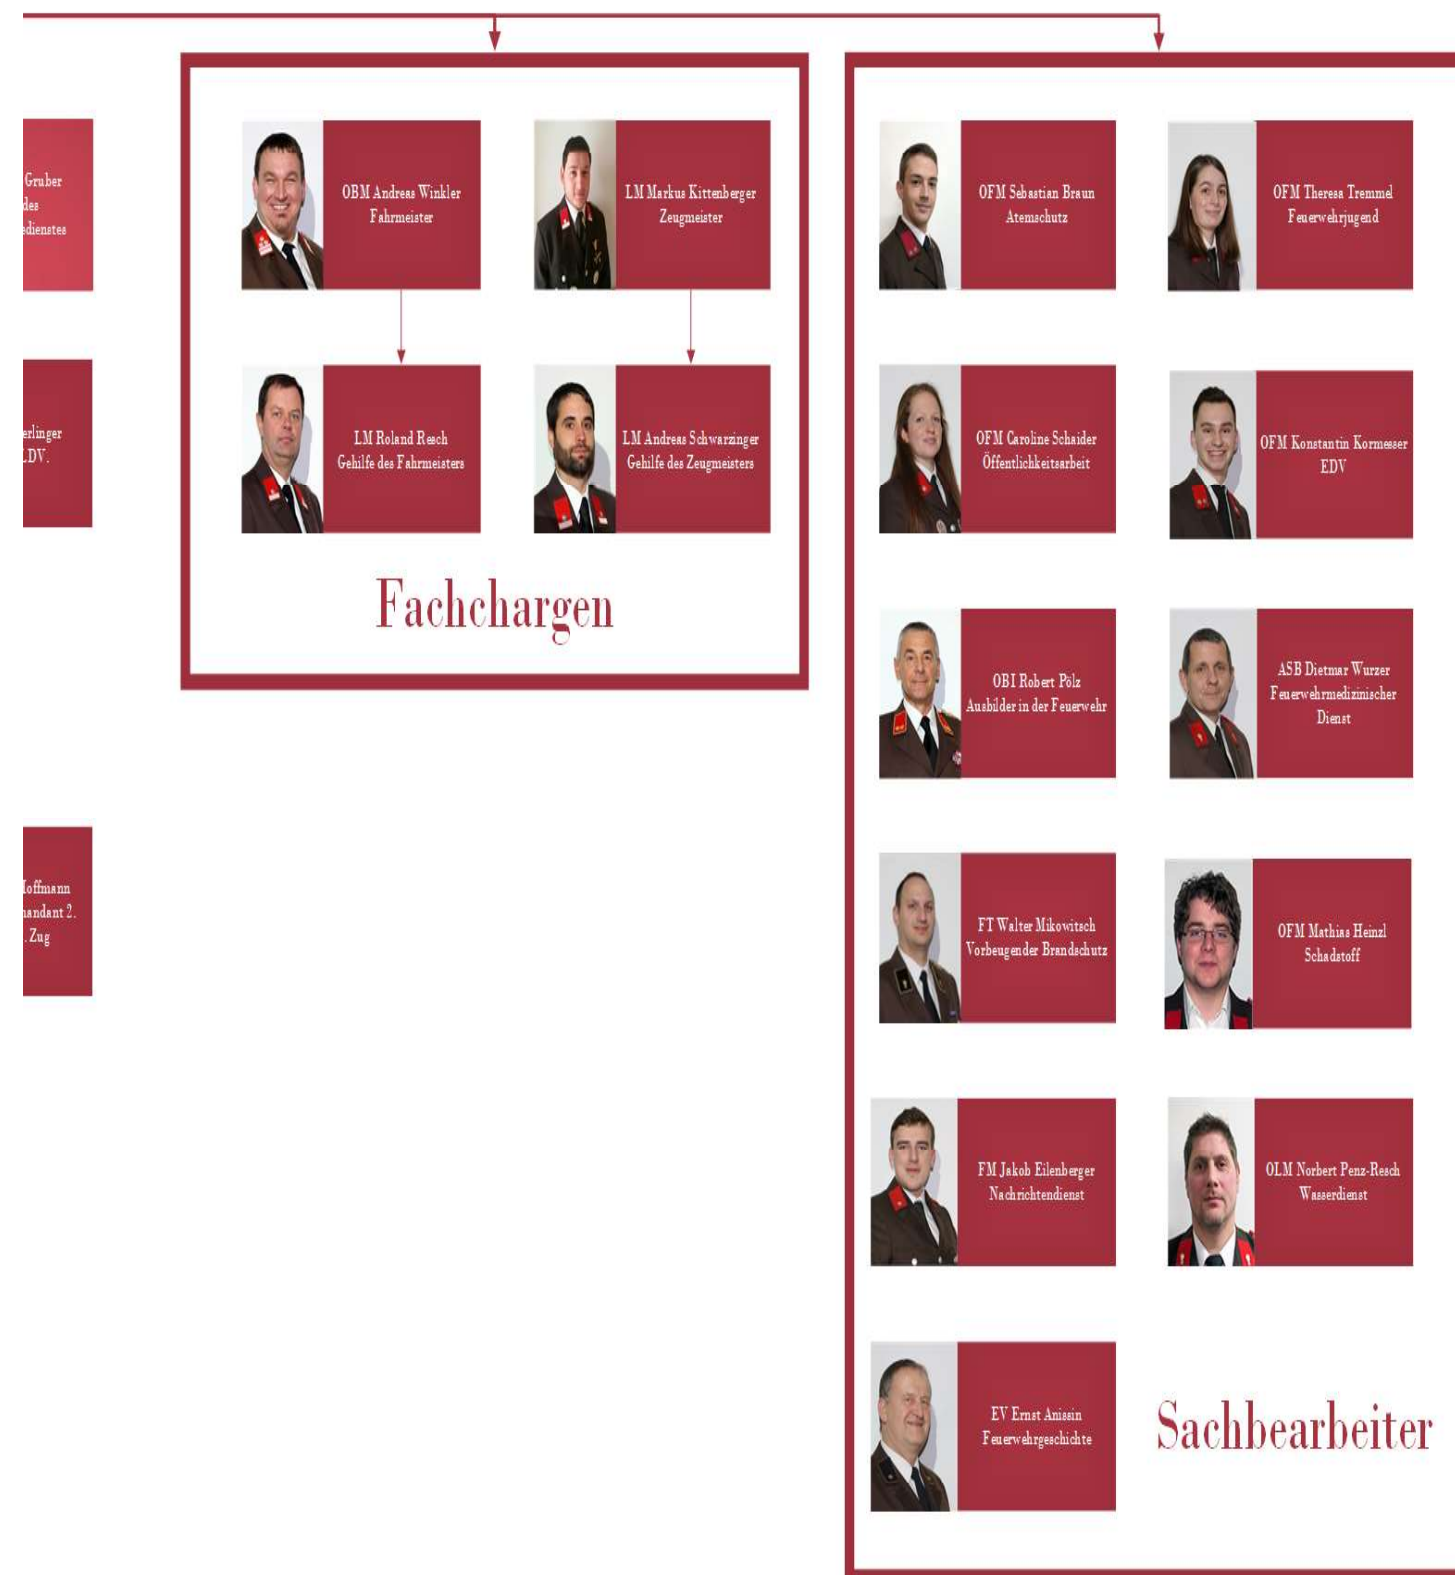 Gruber
des
OBM Andreas Winkler
Fahrmeister
LM Markus Kittenberger
Zeugmeister
LM Roland Resch
Gehilfe des Fahrmeisters
LM Andreas Schwarzinger
Gehilfe des Zeugmeisters
Fachchargen
2.
Zug
OFM Sebastian Braun
Atemschutz
OFM Theresa Tremmel
Feuerwehrjugend
OFM Caroline Schaider
Öffentlichkeitsarbeit
OFM Konstantin Kormesser
EDV
OBI Robert Pölz
Ausbilder in der Feuerwehr
ASB Dietmar Wurzer
Feuerwehrmedizinischer
Dienst
FT Walter Mikowitsch
Vorbeugender Brandschutz
OFM Mathias Heinzl
Schadstoff
FM Jakob Eilenberger
Nachrichtendienst
OLM Norbert Penz-Resch
Wasserdienst
EV Ernst Anissin
Feuerwehrgeschichte
Sachbearbeiter